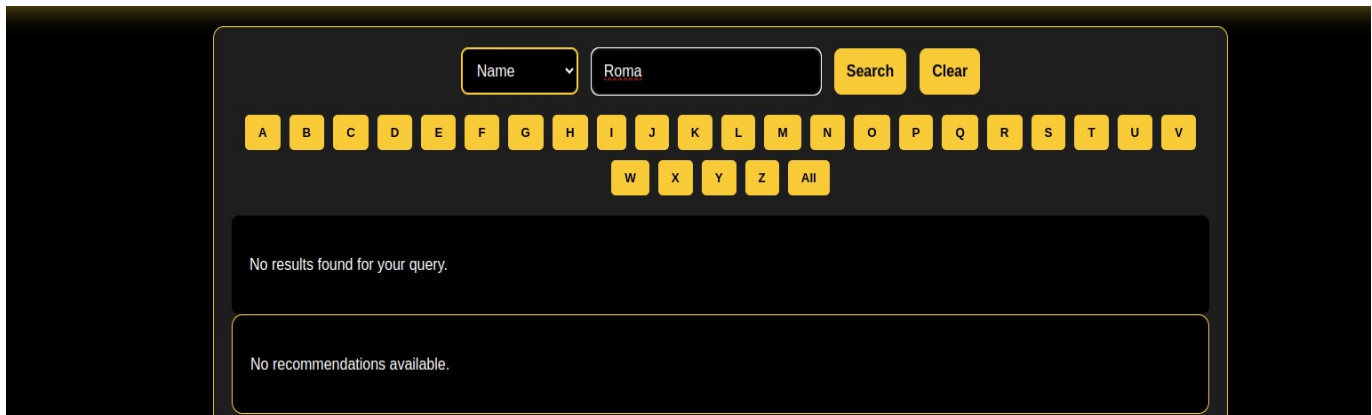 Name Roma Search Clear
A B C D E F G H I J K L M N O P Q R S T U V
W X Y Z All
No results found for your query.
No recommendations available.